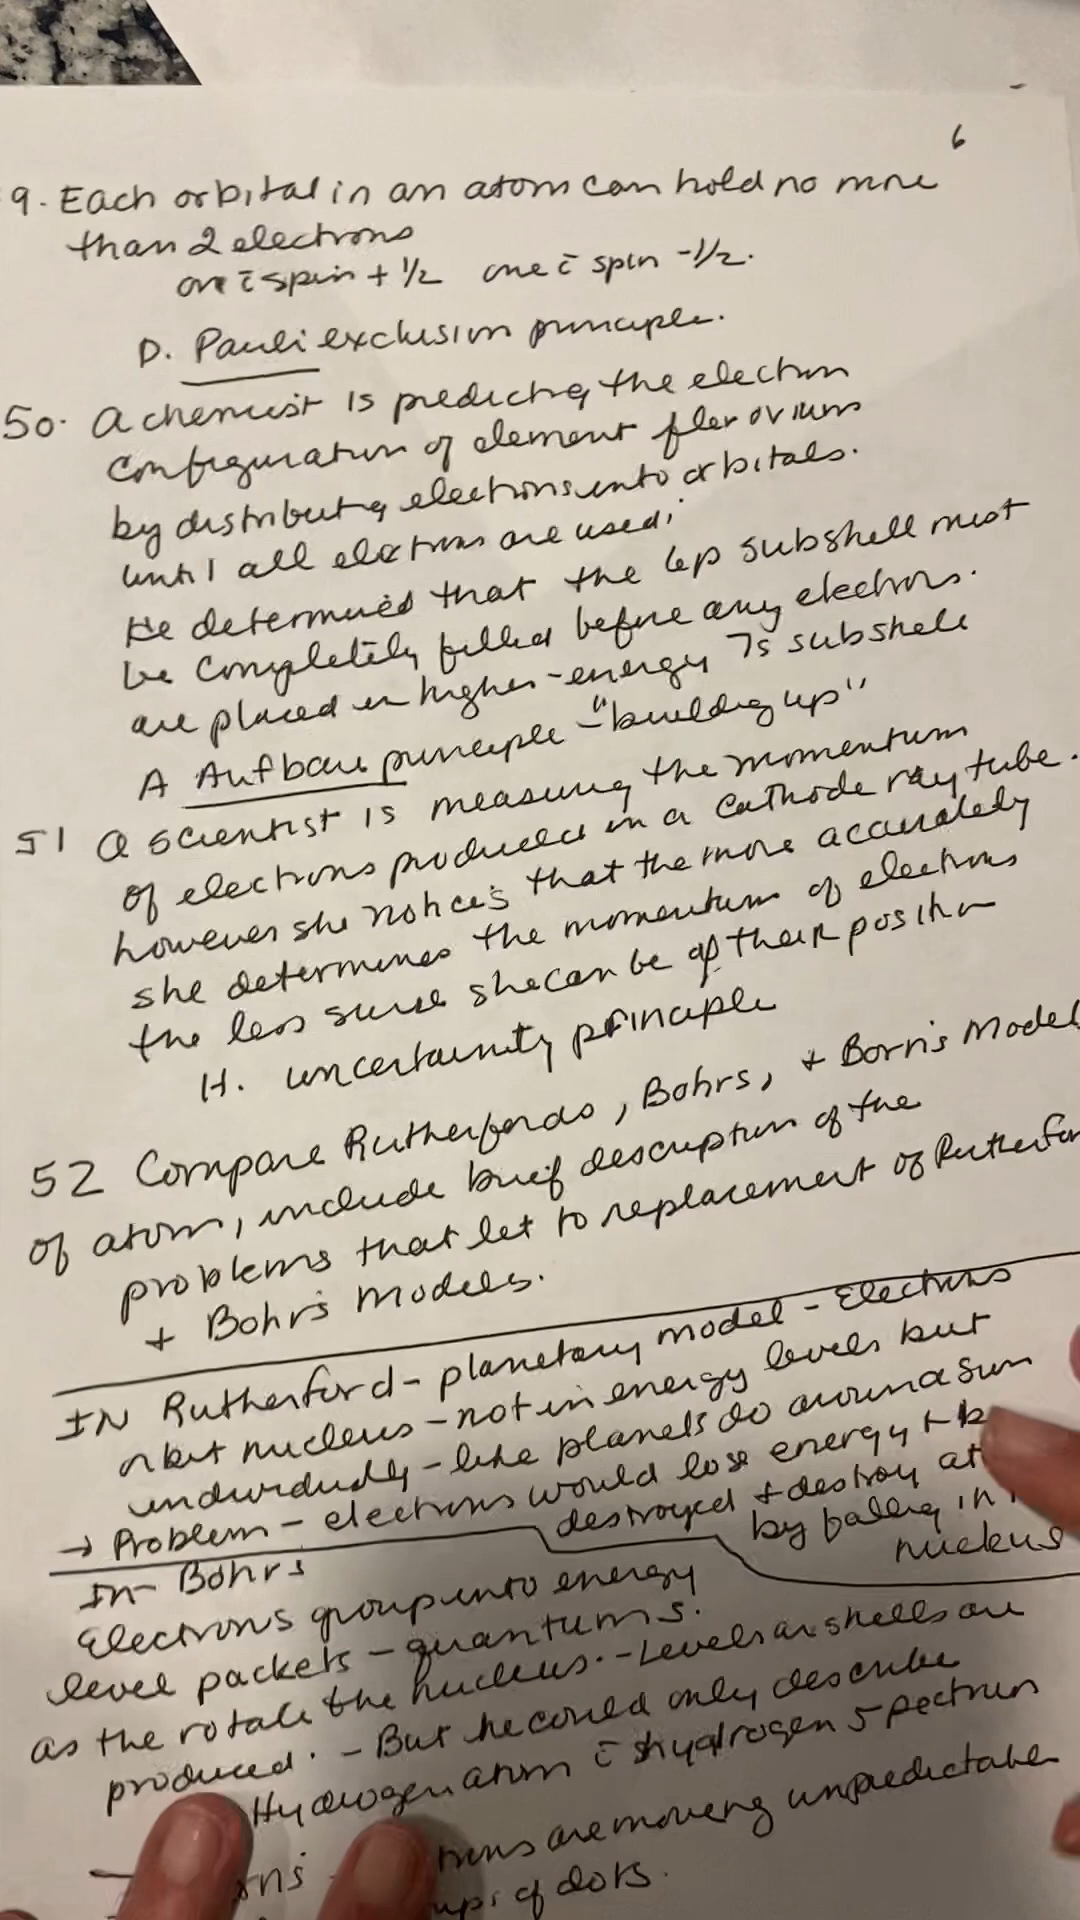 6
9. Each orbital in an atom can hold no more
than 2 electrons
one c̄ spin + 1/2 one c̄ spin -1/2.
D. Pauli exclusion principle.
50. A chemist is predicting the electron
configuration of element flerovium
by distributing electrons into orbitals.
until all electrons are used;
He determined that the 6p subshell must
be completely filled before any electrons.
are placed in higher-energy 7s subshell
A Aufbau principle - "building up"
51 A scientist is measuring the momentum
of electrons produced in a cathode ray tube.
however she notices that the more accurately
she determines the momentum of electrons
the less sure she can be of their position
H. uncertainty principle
52 Compare Rutherfords, Bohrs, + Born's Model
of atom, include brief description of the
problems that let to replacement of Rutherfor
+ Bohr's Models.
IN Rutherford - planetary model - Electrons
orbit nucleus - not in energy levels but
individually - like planets do around a sun
→ Problem - electrons would lose energy + b
destroyed + destroy at
by falling in
nucleus
In Bohrs
Electrons group into energy
level packets - quantums.
as the rotate the nucleus. - Levels or shells are
produced. - But he could only describe
Hydrogen atom c̄ hydrogen spectrum
are moving unpredictable
of dots.